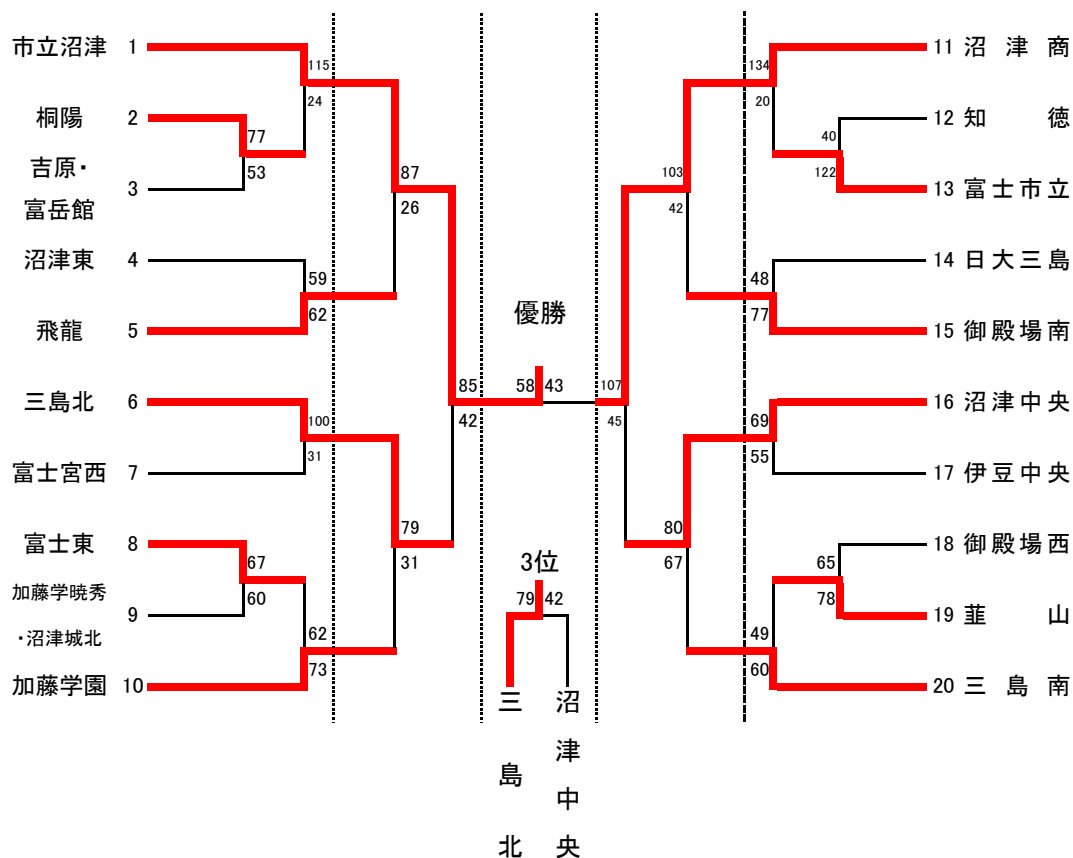 市立沼津 1
桐陽 2
吉原・
3
富岳館
沼津東 4
飛龍 5
三島北 6
富士宮西 7
富士東 8
加藤学暁秀
9
・沼津城北
加藤学園 10
115
24
77
53
59
62
100
31
67
60
62
73
87
26
79
31
85
42
優勝
58 43
3位
79 42
三島北
沼津中央
107
45
103
42
80
67
134
20
40
122
48
77
69
55
65
78
49
60
11 沼津商
12 知徳
13 富士市立
14 日大三島
15 御殿場南
16 沼津中央
17 伊豆中央
18 御殿場西
19 韮山
20 三島南